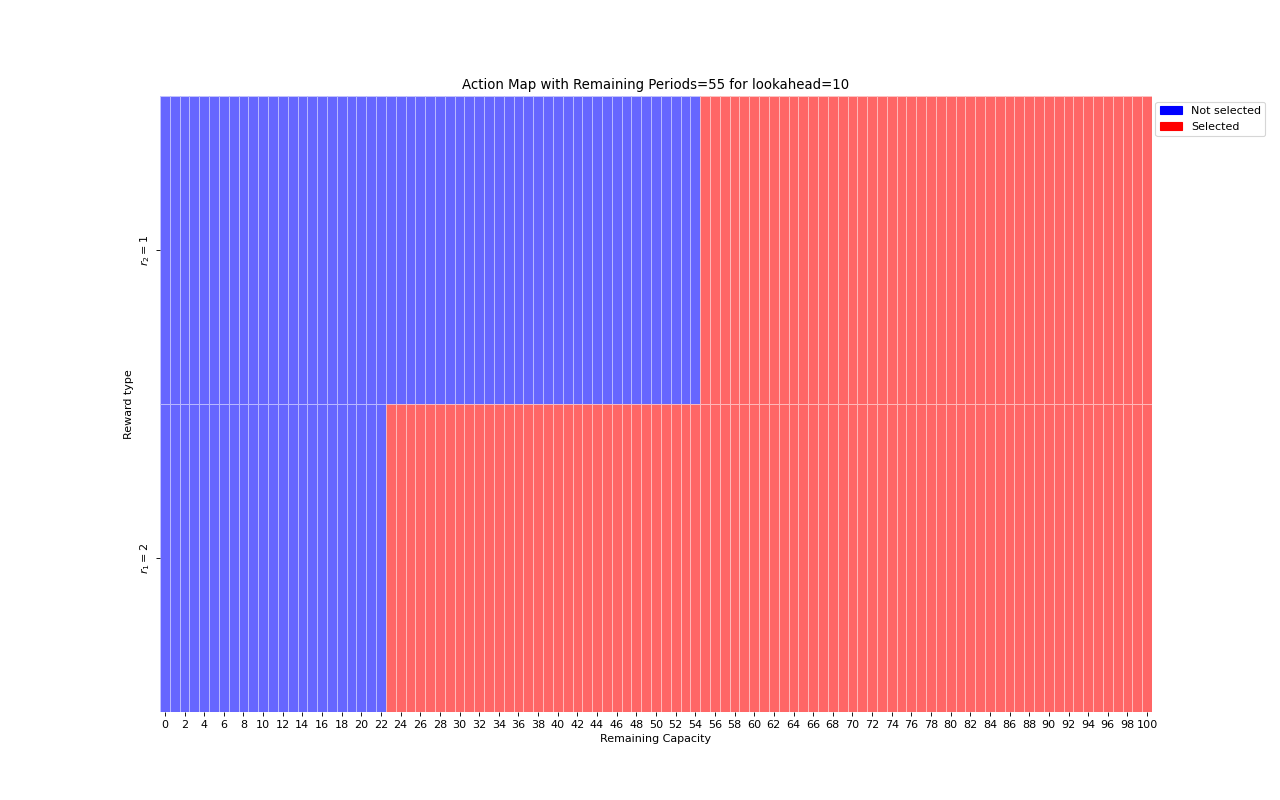 Action Map with Remaining Periods=55 for lookahead=10
Not selected
Selected
Reward type
r₂ = 1
r₁ = 2
0 2 4 6 8 10 12 14 16 18 20 22 24 26 28 30 32 34 36 38 40 42 44 46 48 50 52 54 56 58 60 62 64 66 68 70 72 74 76 78 80 82 84 86 88 90 92 94 96 98 100
Remaining Capacity